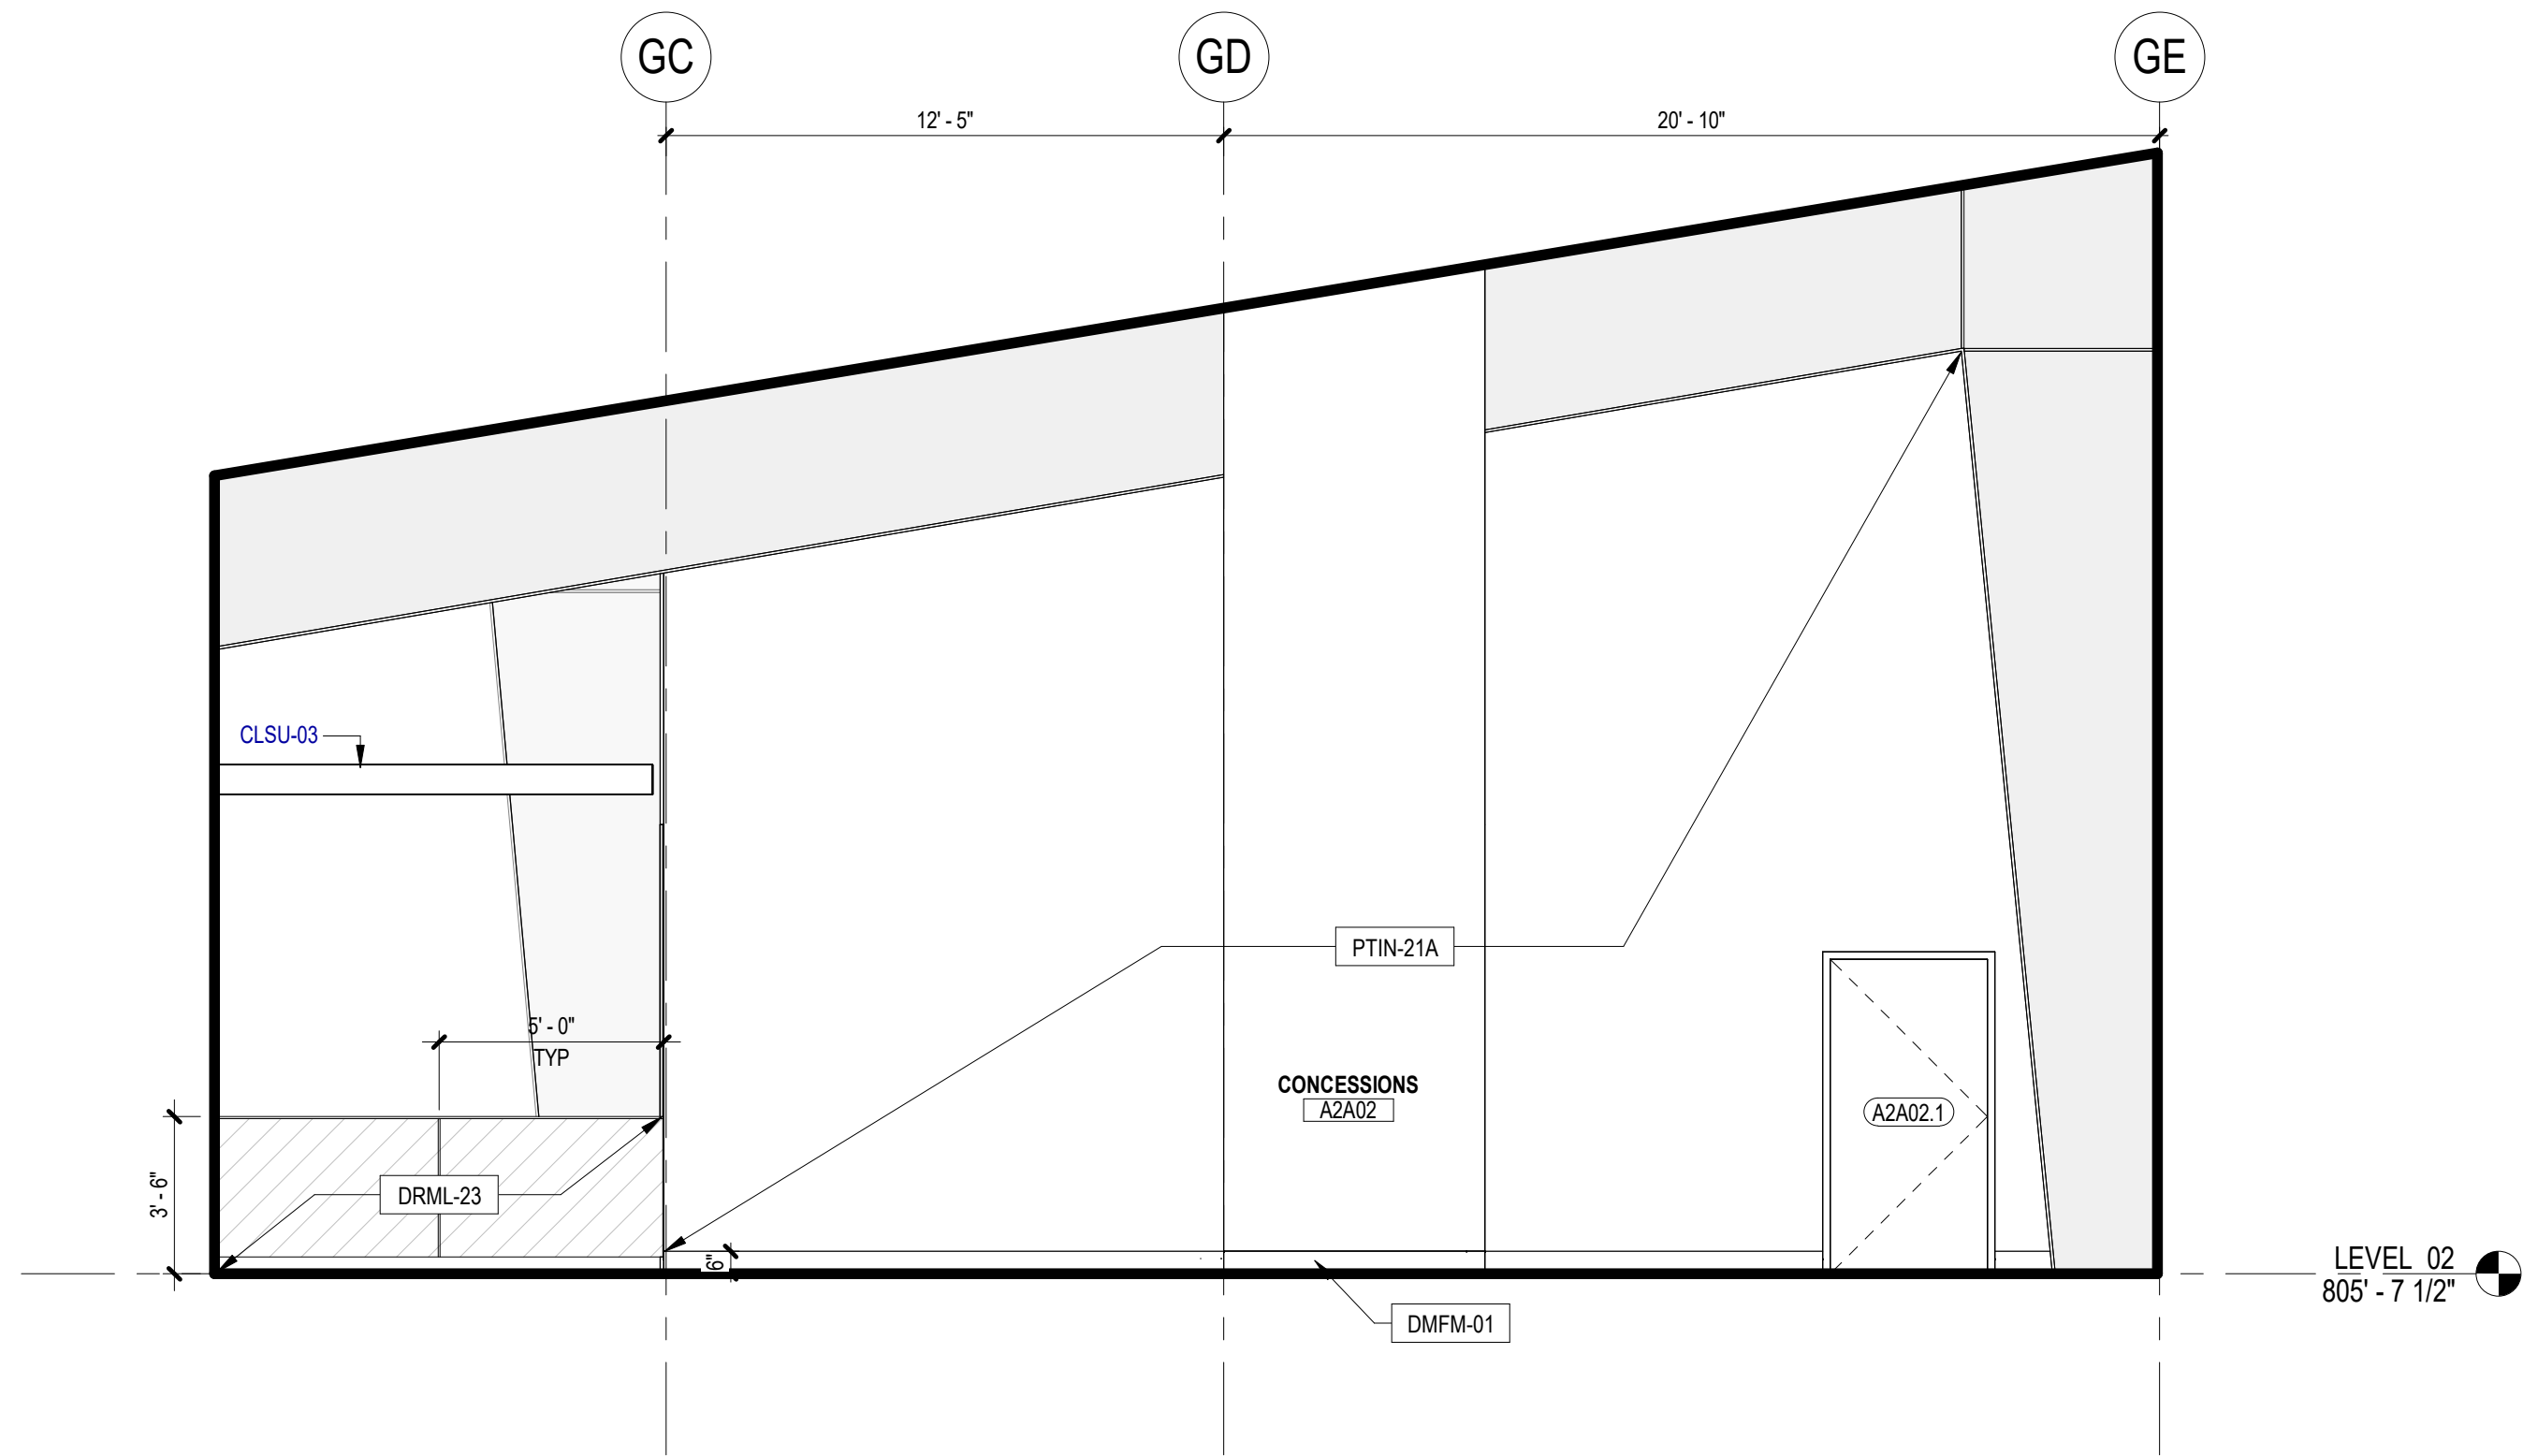 GC
GD
GE
12' - 5"
20' - 10"
CLSU-03
PTIN-21A
5' - 0"
TYP
CONCESSIONS
A2A02
A2A02.1
DRML-23
3' - 6"
6"
LEVEL 02
805' - 7 1/2"
DMFM-01